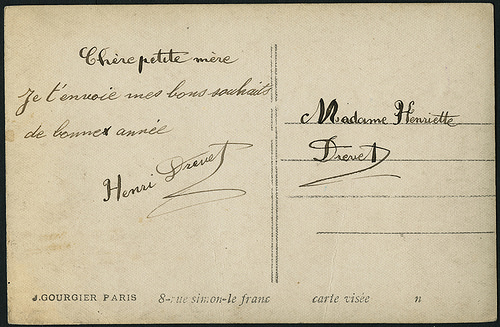 Chère petite mère
Je t'envoie mes bons souhaits
de bonne année
Henri Drevet
Madame Henriette
Drevet
J. GOURGIER PARIS 8-rue simon-le franc carte visée n